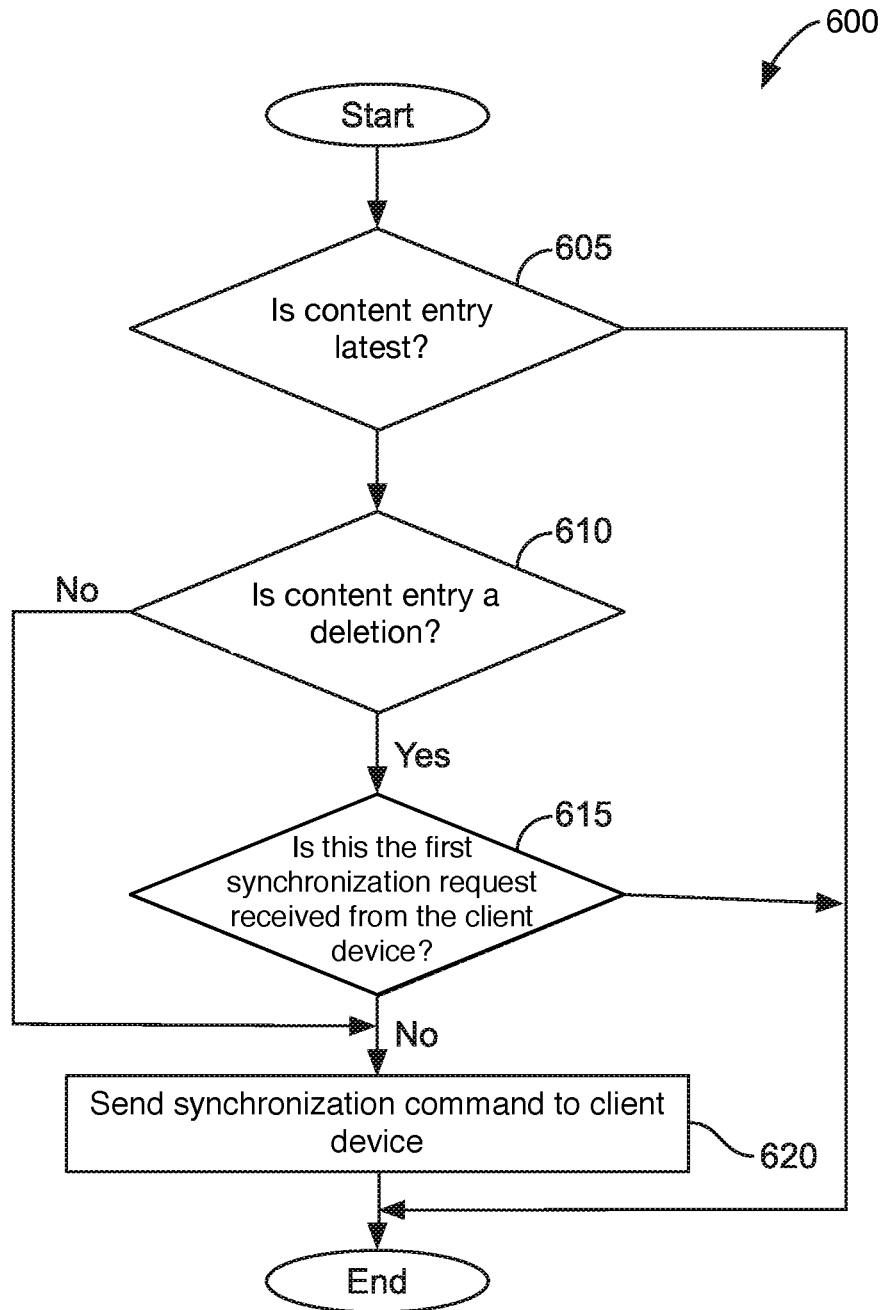 600
Start
605
Is content entry
latest?
610
No
Is content entry a
deletion?
Yes
615
Is this the first
synchronization request
received from the client
device?
No
Send synchronization command to client
device
620
End